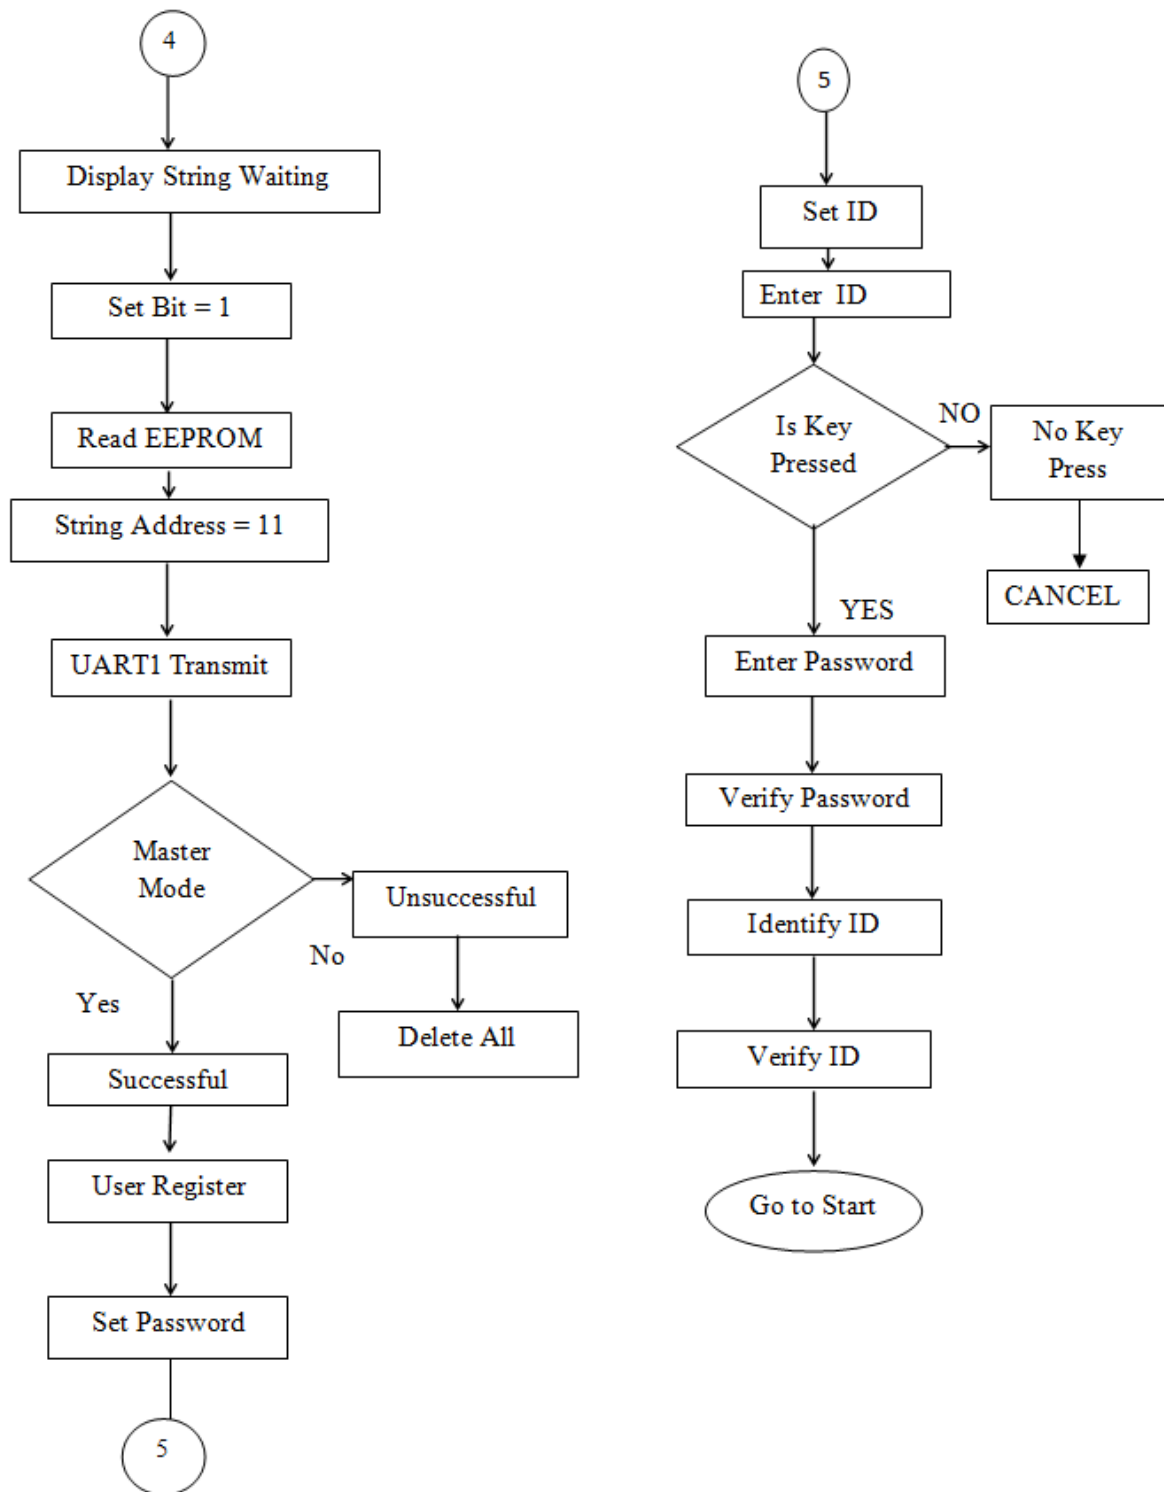 4
Display String Waiting
Set Bit = 1
Read EEPROM
String Address = 11
UART1 Transmit
Master
Mode
Unsuccessful
No
Yes
Delete All
Successful
User Register
Set Password
5
5
Set ID
Enter ID
Is Key
Pressed
NO
No Key
Press
CANCEL
YES
Enter Password
Verify Password
Identify ID
Verify ID
Go to Start